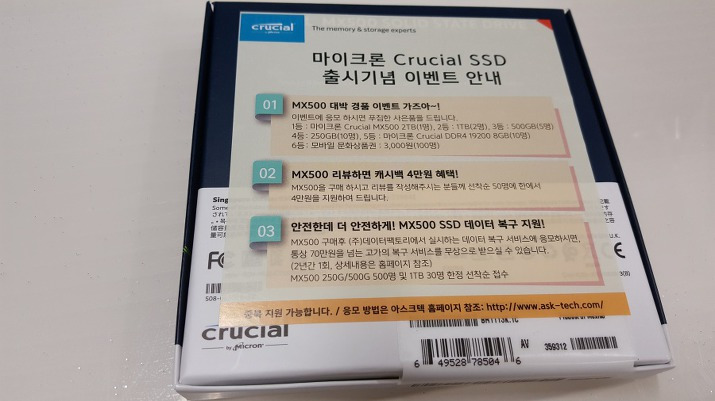 crucial
The memory & storage experts
마이크론 Crucial SSD
출시기념 이벤트 안내
01
MX500 대박 경품 이벤트 가즈아~!
이벤트에 응모 하시면 푸짐한 사은품을 드립니다.
1등 : 마이크론 Crucial MX500 2TB(1명), 2등 : 1TB(2명), 3등 : 500GB(5명)
4등 : 250GB(10명), 5등 : 마이크론 Crucial DDR4 19200 8GB(10명)
6등 : 모바일 문화상품권 : 3,000원(100명)
02
MX500 리뷰하면 캐시백 4만원 혜택!
MX500을 구매 하시고 리뷰를 작성해주시는 분들께 선착순 50명에 한에서
4만원을 지원하여 드립니다.
03
안전한데 더 안전하게! MX500 SSD 데이터 복구 지원!
MX500 구매후 (주)데이터팩토리에서 실시하는 데이터 복구 서비스에 응모하시면,
통상 70만원을 넘는 고가의 복구 서비스를 무상으로 받으실 수 있습니다.
(2년간 1회, 상세내용은 홈페이지 참조)
MX500 250G/500G 500명 및 1TB 30명 한정 선착순 접수
중복 지원 가능합니다. / 응모 방법은 아스크텍 홈페이지 참조: http://www.ask-tech.com/
crucial
by Micron
AV
359312
6 49528 78504 6